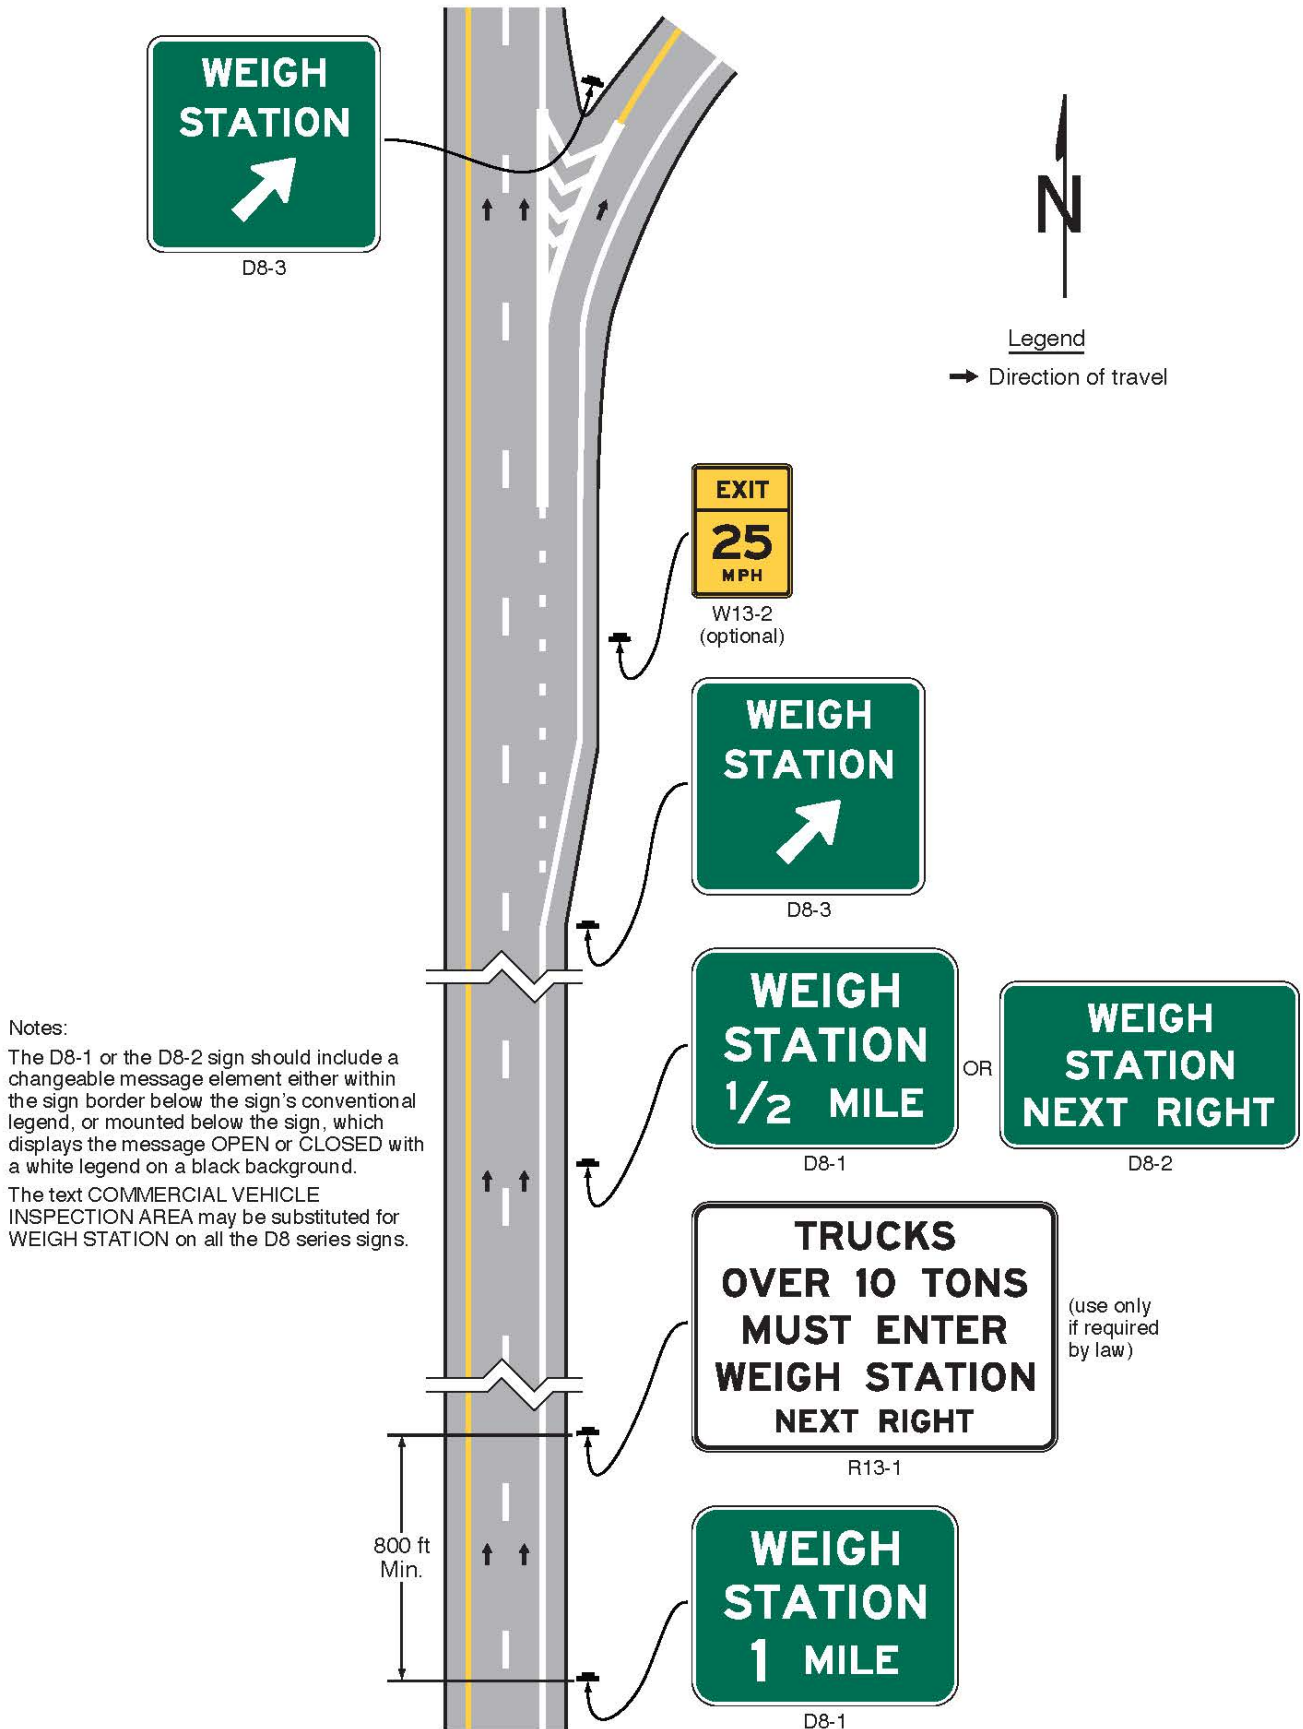 WEIGH
STATION
D8-3
N
Legend
Direction of travel
EXIT
25
MPH
W13-2
(optional)
WEIGH
STATION
D8-3
WEIGH
STATION
1/2 MILE
D8-1
OR
WEIGH
STATION
NEXT RIGHT
D8-2
Notes:
The D8-1 or the D8-2 sign should include a
changeable message element either within
the sign border below the sign's conventional
legend, or mounted below the sign, which
displays the message OPEN or CLOSED with
a white legend on a black background.
The text COMMERCIAL VEHICLE
INSPECTION AREA may be substituted for
WEIGH STATION on all the D8 series signs.
TRUCKS
OVER 10 TONS
MUST ENTER
WEIGH STATION
NEXT RIGHT
R13-1
(use only
if required
by law)
800 ft
Min.
WEIGH
STATION
1 MILE
D8-1